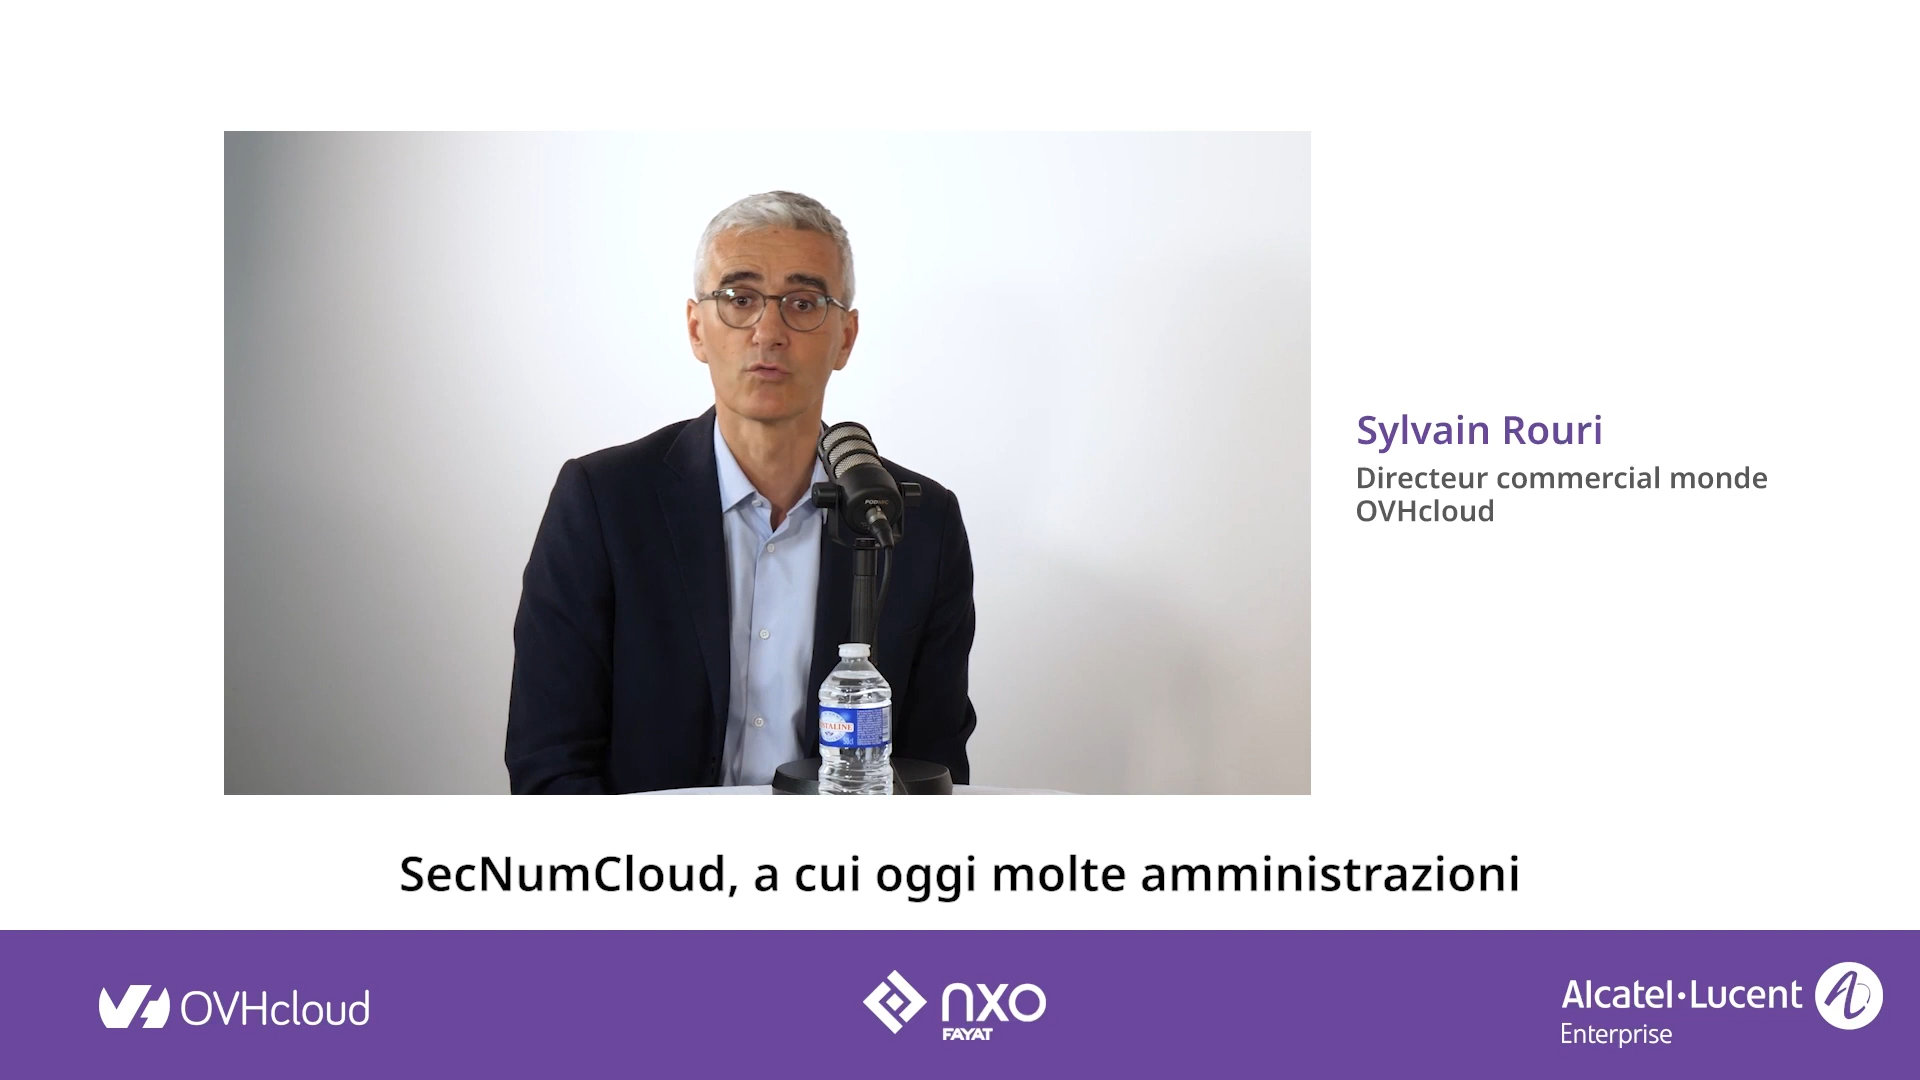 Sylvain Rouri
Directeur commercial monde
OVHcloud
SecNumCloud, a cui oggi molte amministrazioni
OVHcloud
nxo
FAYAT
Alcatel·Lucent
Enterprise